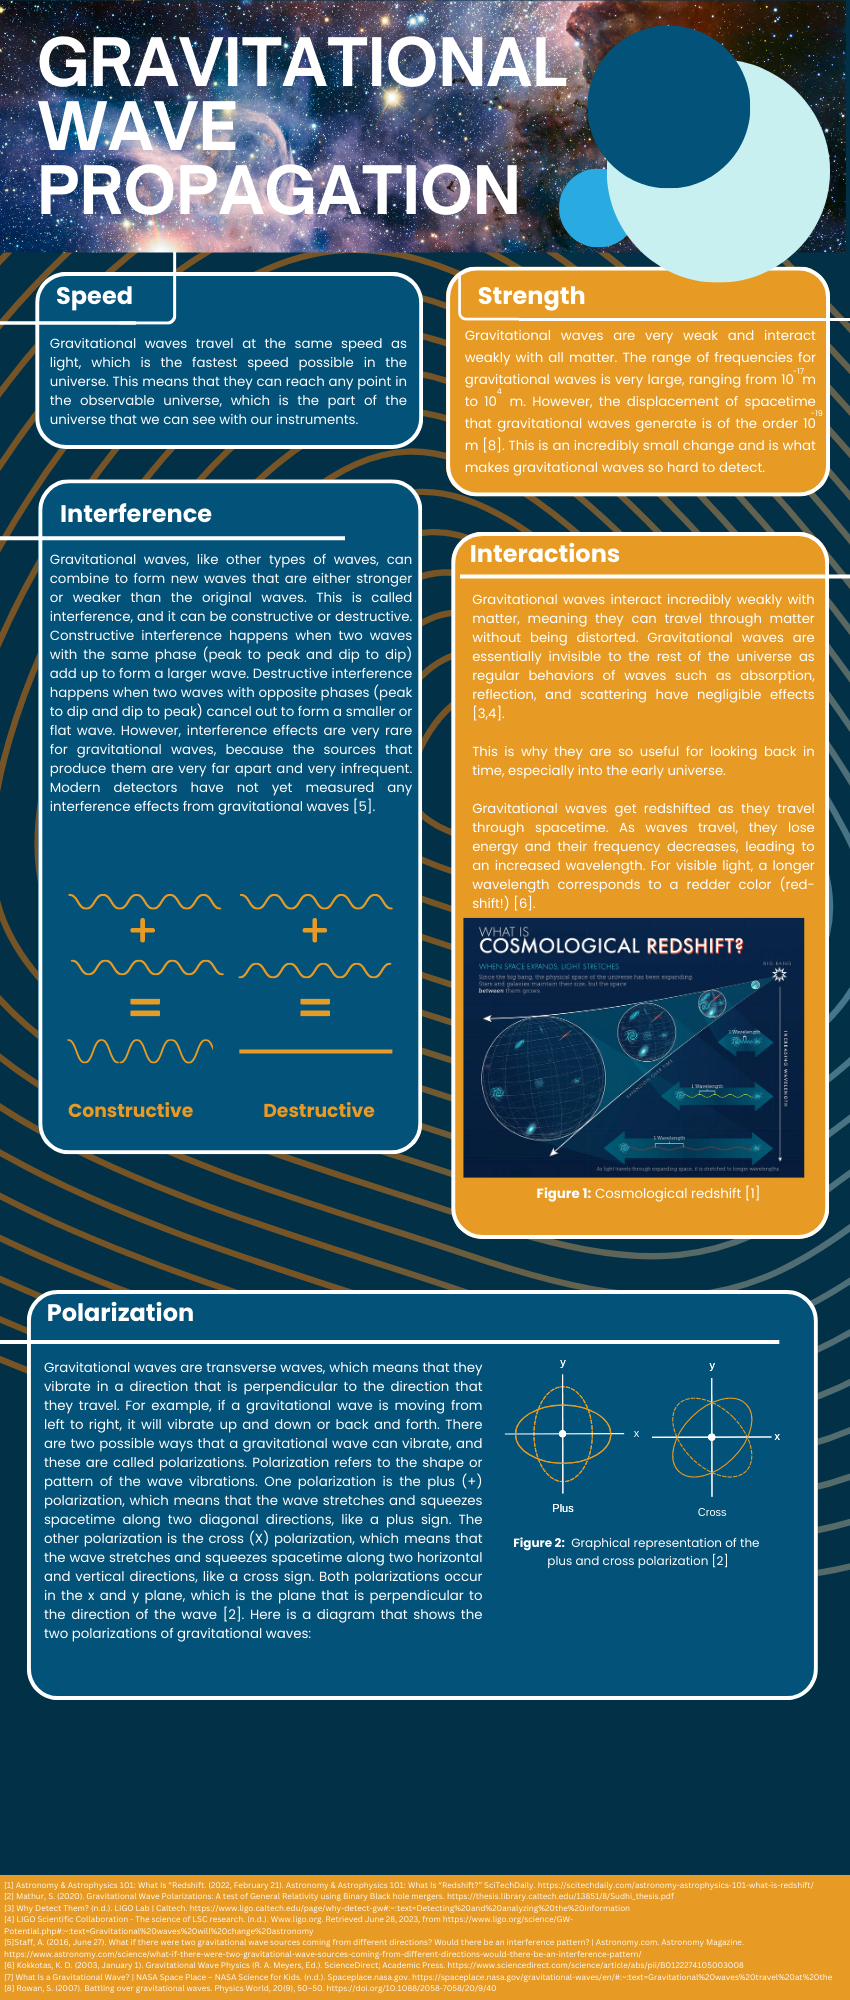 GRAVITATIONAL
WAVE
PROPAGATION
Speed
Gravitational waves travel at the same speed as
light, which is the fastest speed possible in the
universe. This means that they can reach any point in
the observable universe, which is the part of the
universe that we can see with our instruments.
Strength
Gravitational waves are very weak and interact
weakly with all matter. The range of frequencies for
gravitational waves is very large, ranging from 10⁻¹⁷m
to 10⁴ m. However, the displacement of spacetime
that gravitational waves generate is of the order 10⁻¹⁹
m [8]. This is an incredibly small change and is what
makes gravitational waves so hard to detect.
Interference
Gravitational waves, like other types of waves, can
combine to form new waves that are either stronger
or weaker than the original waves. This is called
interference, and it can be constructive or destructive.
Constructive interference happens when two waves
with the same phase (peak to peak and dip to dip)
add up to form a larger wave. Destructive interference
happens when two waves with opposite phases (peak
to dip and dip to peak) cancel out to form a smaller or
flat wave. However, interference effects are very rare
for gravitational waves, because the sources that
produce them are very far apart and very infrequent.
Modern detectors have not yet measured any
interference effects from gravitational waves [5].
+ +
= =
Constructive
Destructive
Interactions
Gravitational waves interact incredibly weakly with
matter, meaning they can travel through matter
without being distorted. Gravitational waves are
essentially invisible to the rest of the universe as
regular behaviors of waves such as absorption,
reflection, and scattering have negligible effects
[3,4].
This is why they are so useful for looking back in
time, especially into the early universe.
Gravitational waves get redshifted as they travel
through spacetime. As waves travel, they lose
energy and their frequency decreases, leading to
an increased wavelength. For visible light, a longer
wavelength corresponds to a redder color (red-
shift!) [6].
WHAT IS
COSMOLOGICAL REDSHIFT?
WHEN SPACE EXPANDS, LIGHT STRETCHES
Since the big bang, the physical space of the universe has been expanding.
Stars and galaxies maintain their size, but the space
between them grows.
BIG BANG
1 Wavelength
1 Wavelength
1 Wavelength
EXPANSION OVER TIME
INCREASING WAVELENGTH
As light travels through expanding space, it is stretched to longer wavelengths.
Figure 1: Cosmological redshift [1]
Polarization
Gravitational waves are transverse waves, which means that they
vibrate in a direction that is perpendicular to the direction that
they travel. For example, if a gravitational wave is moving from
left to right, it will vibrate up and down or back and forth. There
are two possible ways that a gravitational wave can vibrate, and
these are called polarizations. Polarization refers to the shape or
pattern of the wave vibrations. One polarization is the plus (+)
polarization, which means that the wave stretches and squeezes
spacetime along two diagonal directions, like a plus sign. The
other polarization is the cross (X) polarization, which means that
the wave stretches and squeezes spacetime along two horizontal
and vertical directions, like a cross sign. Both polarizations occur
in the x and y plane, which is the plane that is perpendicular to
the direction of the wave [2]. Here is a diagram that shows the
two polarizations of gravitational waves:
y
x
Plus
y
x
Cross
Figure 2: Graphical representation of the
plus and cross polarization [2]
[1] Astronomy & Astrophysics 101: What Is “Redshift. (2022, February 21). Astronomy & Astrophysics 101: What Is “Redshift?” SciTechDaily. https://scitechdaily.com/astronomy-astrophysics-101-what-is-redshift/
[2] Mathur, S. (2020). Gravitational Wave Polarizations: A test of General Relativity using Binary Black hole mergers. https://thesis.library.caltech.edu/13851/8/Sudhi_thesis.pdf
[3] Why Detect Them? (n.d.). LIGO Lab | Caltech. https://www.ligo.caltech.edu/page/why-detect-gw#:~:text=Detecting%20and%20analyzing%20the%20information
[4] LIGO Scientific Collaboration - The science of LSC research. (n.d.). Www.ligo.org. Retrieved June 28, 2023, from https://www.ligo.org/science/GW-
Potential.php#:~:text=Gravitational%20waves%20will%20change%20astronomy
[5]Staff, A. (2016, June 27). What if there were two gravitational wave sources coming from different directions? Would there be an interference pattern? | Astronomy.com. Astronomy Magazine.
https://www.astronomy.com/science/what-if-there-were-two-gravitational-wave-sources-coming-from-different-directions-would-there-be-an-interference-pattern/
[6] Kokkotas, K. D. (2003, January 1). Gravitational Wave Physics (R. A. Meyers, Ed.). ScienceDirect; Academic Press. https://www.sciencedirect.com/science/article/abs/pii/B0122274105003008
[7] What Is a Gravitational Wave? | NASA Space Place – NASA Science for Kids. (n.d.). Spaceplace.nasa.gov. https://spaceplace.nasa.gov/gravitational-waves/en/#:~:text=Gravitational%20waves%20travel%20at%20the
[8] Rowan, S. (2007). Battling over gravitational waves. Physics World, 20(9), 50–50. https://doi.org/10.1088/2058-7058/20/9/40